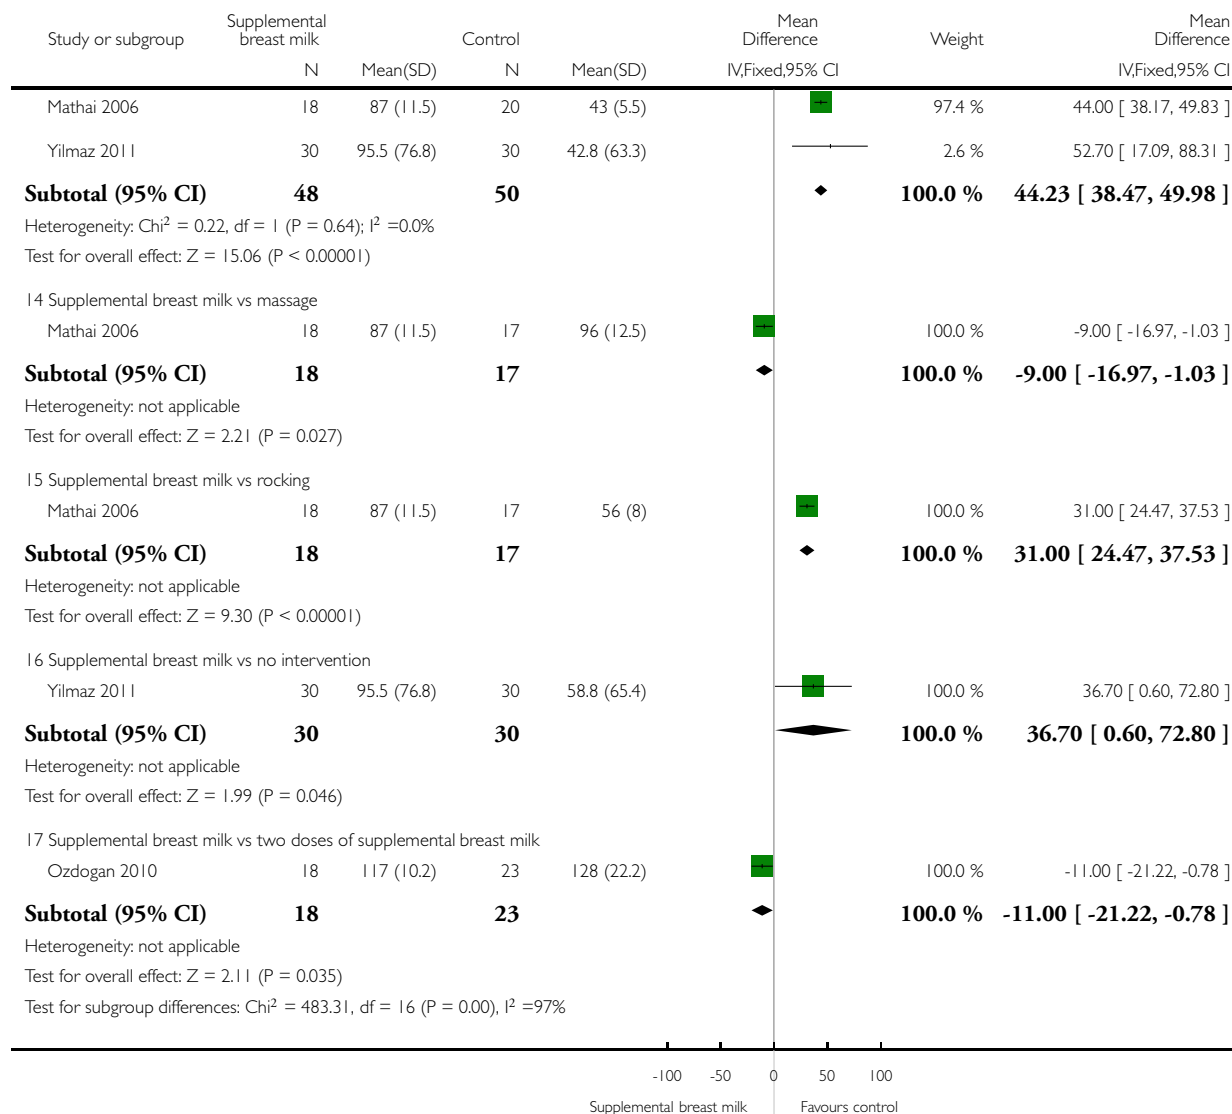 Study or subgroup Supplemental breast milk Control Mean Difference Weight Mean Difference
N Mean(SD) N Mean(SD) IV,Fixed,95% CI IV,Fixed,95% CI
Mathai 2006 18 87 (11.5) 20 43 (5.5) 97.4 % 44.00 [ 38.17, 49.83 ]
Yilmaz 2011 30 95.5 (76.8) 30 42.8 (63.3) 2.6 % 52.70 [ 17.09, 88.31 ]
Subtotal (95% CI) 48 50 100.0 % 44.23 [ 38.47, 49.98 ]
Heterogeneity: Chi² = 0.22, df = 1 (P = 0.64); I² =0.0%
Test for overall effect: Z = 15.06 (P < 0.00001)
14 Supplemental breast milk vs massage
Mathai 2006 18 87 (11.5) 17 96 (12.5) 100.0 % -9.00 [ -16.97, -1.03 ]
Subtotal (95% CI) 18 17 100.0 % -9.00 [ -16.97, -1.03 ]
Heterogeneity: not applicable
Test for overall effect: Z = 2.21 (P = 0.027)
15 Supplemental breast milk vs rocking
Mathai 2006 18 87 (11.5) 17 56 (8) 100.0 % 31.00 [ 24.47, 37.53 ]
Subtotal (95% CI) 18 17 100.0 % 31.00 [ 24.47, 37.53 ]
Heterogeneity: not applicable
Test for overall effect: Z = 9.30 (P < 0.00001)
16 Supplemental breast milk vs no intervention
Yilmaz 2011 30 95.5 (76.8) 30 58.8 (65.4) 100.0 % 36.70 [ 0.60, 72.80 ]
Subtotal (95% CI) 30 30 100.0 % 36.70 [ 0.60, 72.80 ]
Heterogeneity: not applicable
Test for overall effect: Z = 1.99 (P = 0.046)
17 Supplemental breast milk vs two doses of supplemental breast milk
Ozdogan 2010 18 117 (10.2) 23 128 (22.2) 100.0 % -11.00 [ -21.22, -0.78 ]
Subtotal (95% CI) 18 23 100.0 % -11.00 [ -21.22, -0.78 ]
Heterogeneity: not applicable
Test for overall effect: Z = 2.11 (P = 0.035)
Test for subgroup differences: Chi² = 483.31, df = 16 (P = 0.00), I² =97%
-100 -50 0 50 100
Supplemental breast milk Favours control